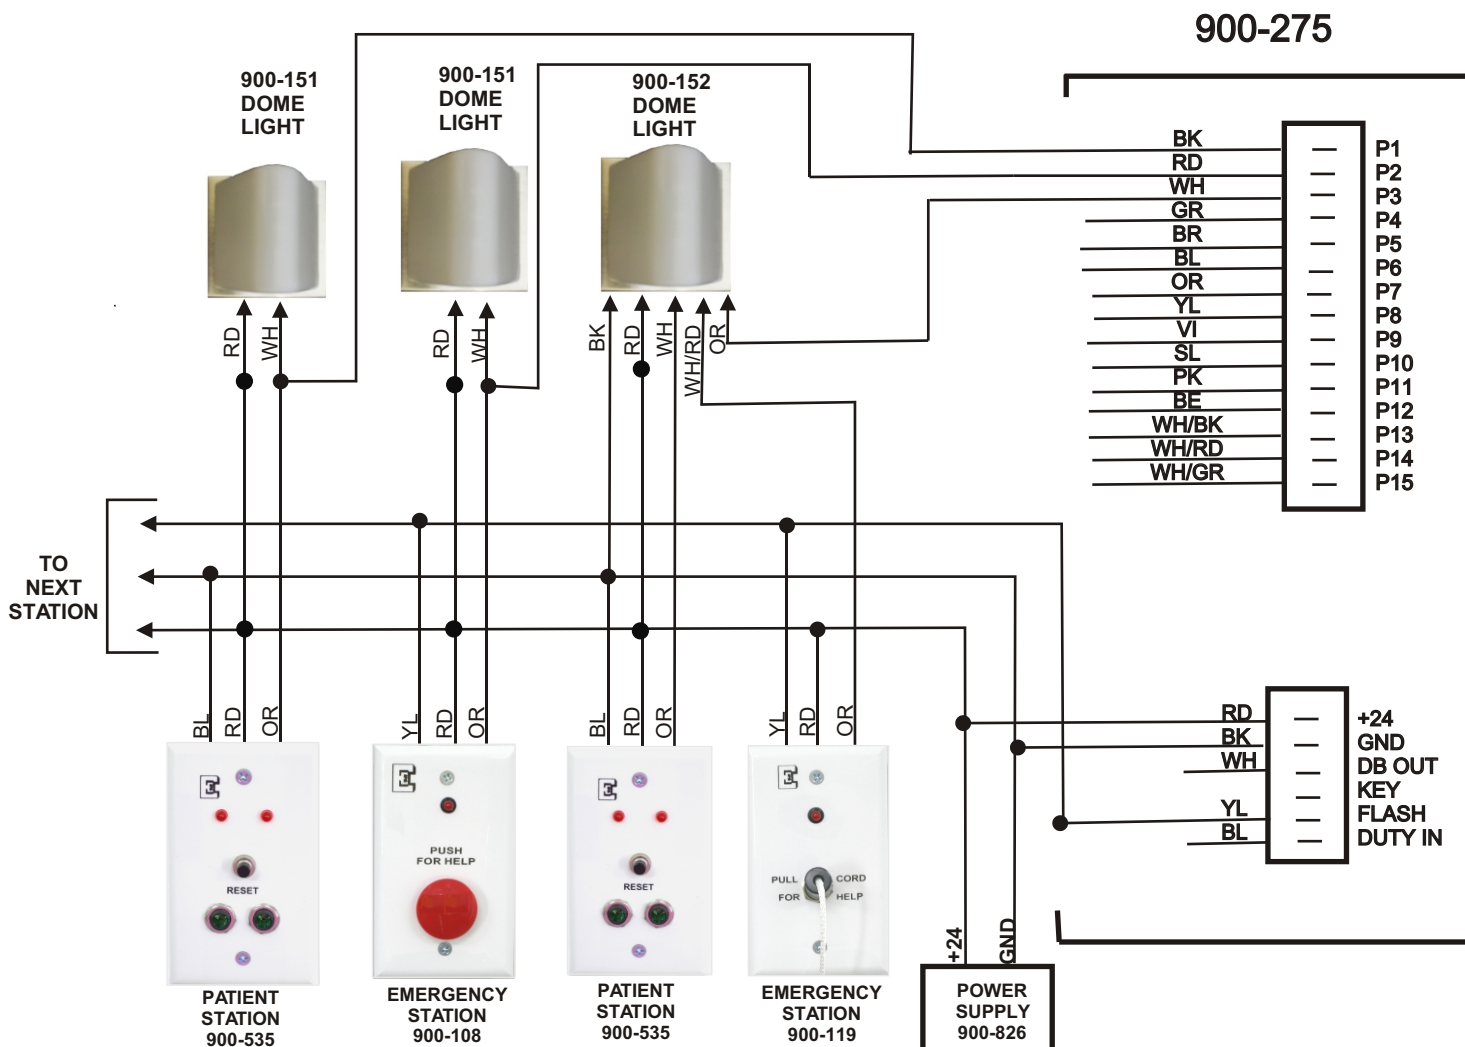 900-275
900-151
DOME
LIGHT
900-151
DOME
LIGHT
900-152
DOME
LIGHT
BK P1
RD P2
WH P3
GR P4
BR P5
BL P6
OR P7
YL P8
VI P9
SL P10
PK P11
BE P12
WH/BK P13
WH/RD P14
WH/GR P15
RD
WH
RD
WH
BK
RD
WH
WH/RD
OR
TO
NEXT
STATION
BL
RD
OR
YL
RD
OR
BL
RD
OR
YL
RD
OR
RD +24
BK GND
WH DB OUT
KEY
YL FLASH
BL DUTY IN
RESET
PUSH
FOR HELP
RESET
PULL CORD
FOR HELP
+24
GND
PATIENT
STATION
900-535
EMERGENCY
STATION
900-108
PATIENT
STATION
900-535
EMERGENCY
STATION
900-119
POWER
SUPPLY
900-826